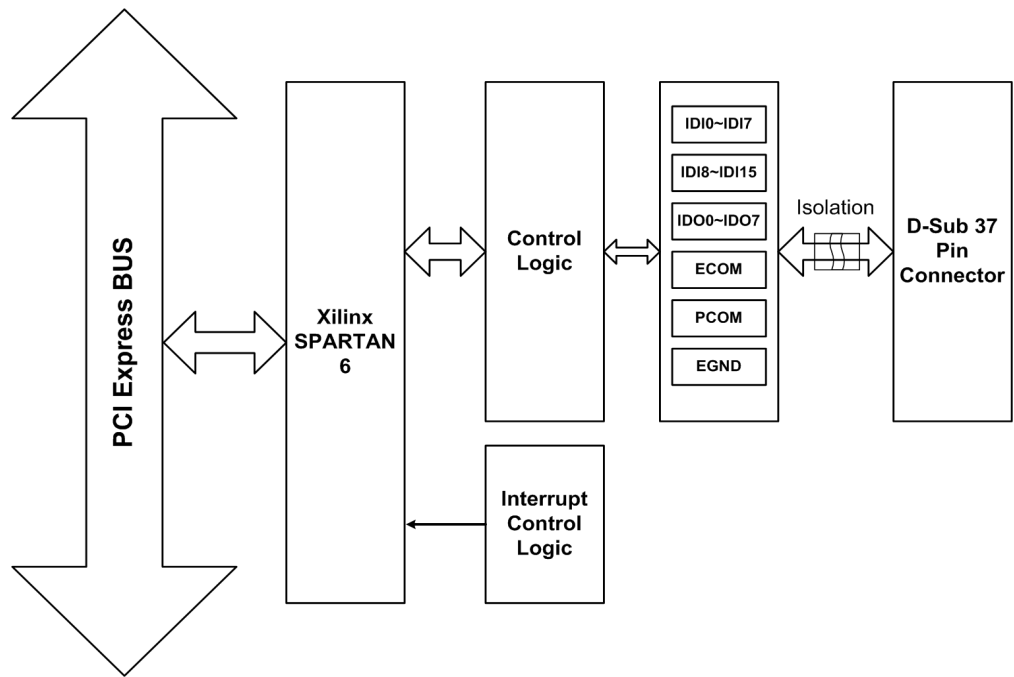 PCI Express BUS
Xilinx
SPARTAN
6
Control
Logic
Interrupt
Control
Logic
IDI0~IDI7
IDI8~IDI15
IDO0~IDO7
ECOM
PCOM
EGND
Isolation
D-Sub 37
Pin
Connector